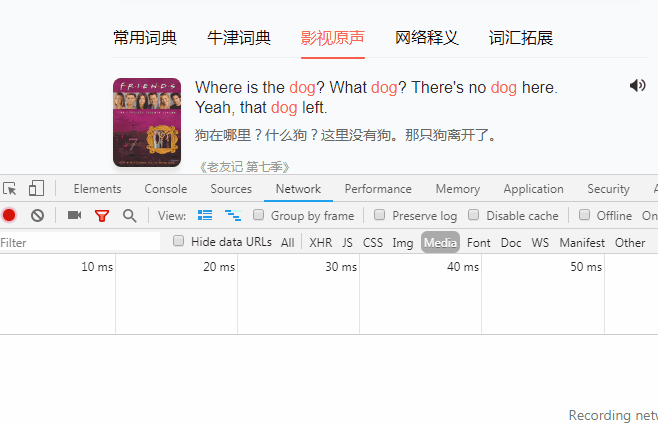 常用词典 牛津词典 影视原声 网络释义 词汇拓展
FRIENDS
7
Where is the dog? What dog? There's no dog here.
Yeah, that dog left.
狗在哪里？什么狗？这里没有狗。那只狗离开了。
《老友记 第七季》
Elements Console Sources Network Performance Memory Application Security A
View: Group by frame Preserve log Disable cache Offline On
Filter Hide data URLs All XHR JS CSS Img Media Font Doc WS Manifest Other
10 ms 20 ms 30 ms 40 ms 50 ms
Recording netw